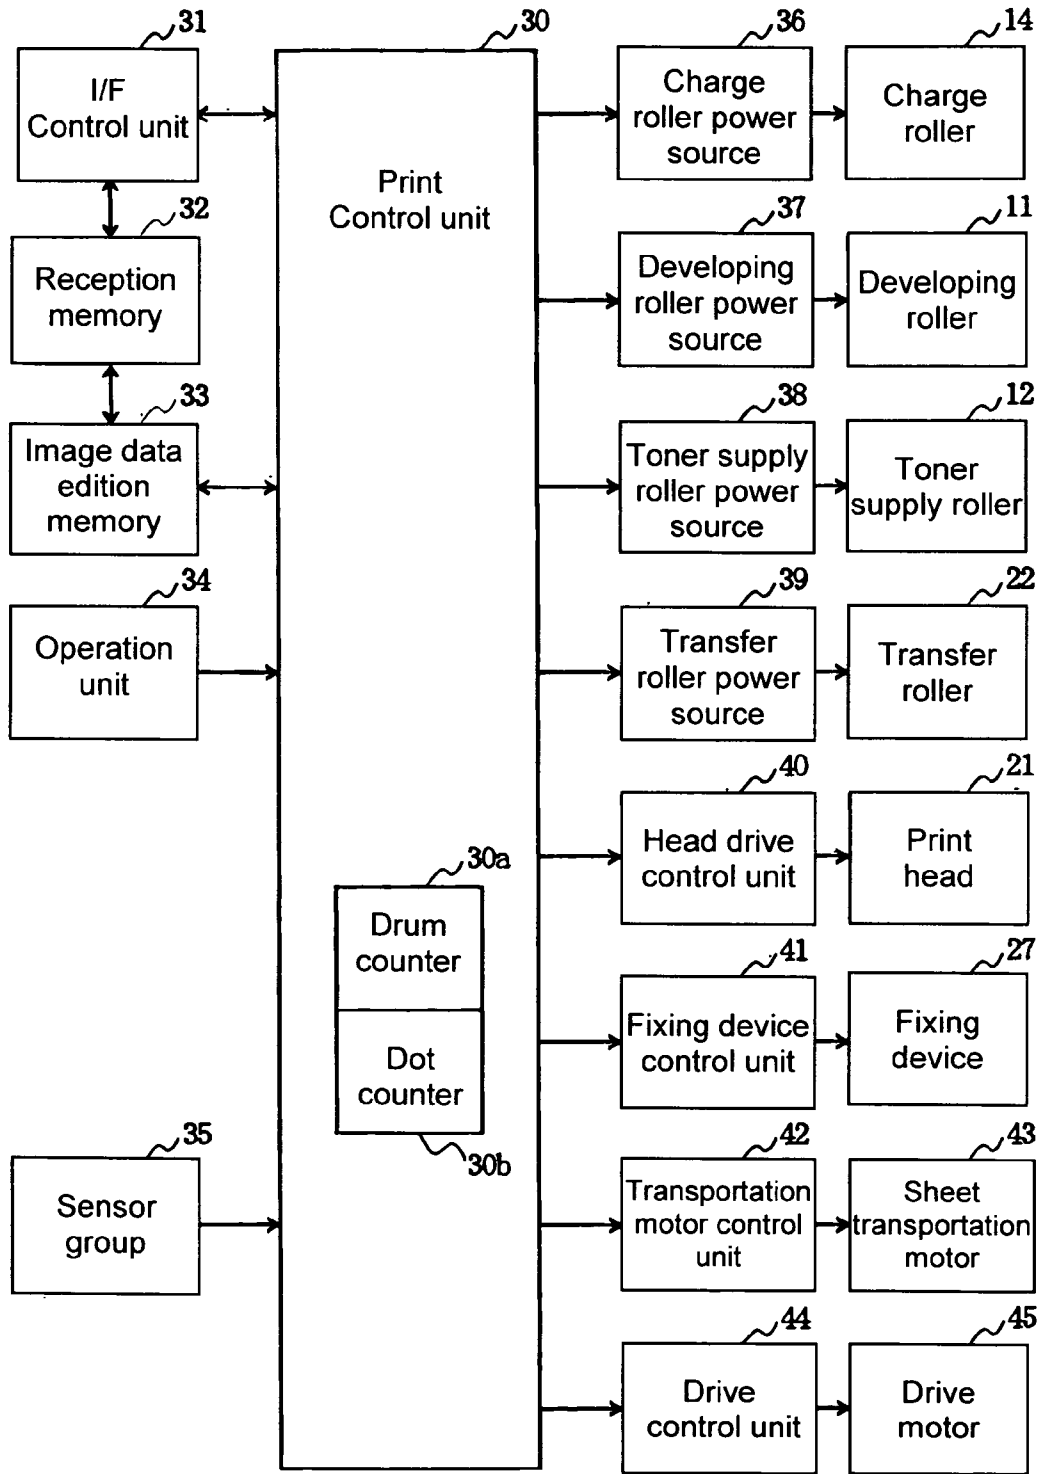 31
I/F
Control unit
32
Reception
memory
33
Image data
edition
memory
34
Operation
unit
35
Sensor
group
30
Print
Control unit
30a
Drum
counter
Dot
counter
30b
36
Charge
roller power
source
14
Charge
roller
37
Developing
roller power
source
11
Developing
roller
38
Toner supply
roller power
source
12
Toner
supply roller
39
Transfer
roller power
source
22
Transfer
roller
40
Head drive
control unit
21
Print
head
41
Fixing device
control unit
27
Fixing
device
42
Transportation
motor control
unit
43
Sheet
transportation
motor
44
Drive
control unit
45
Drive
motor